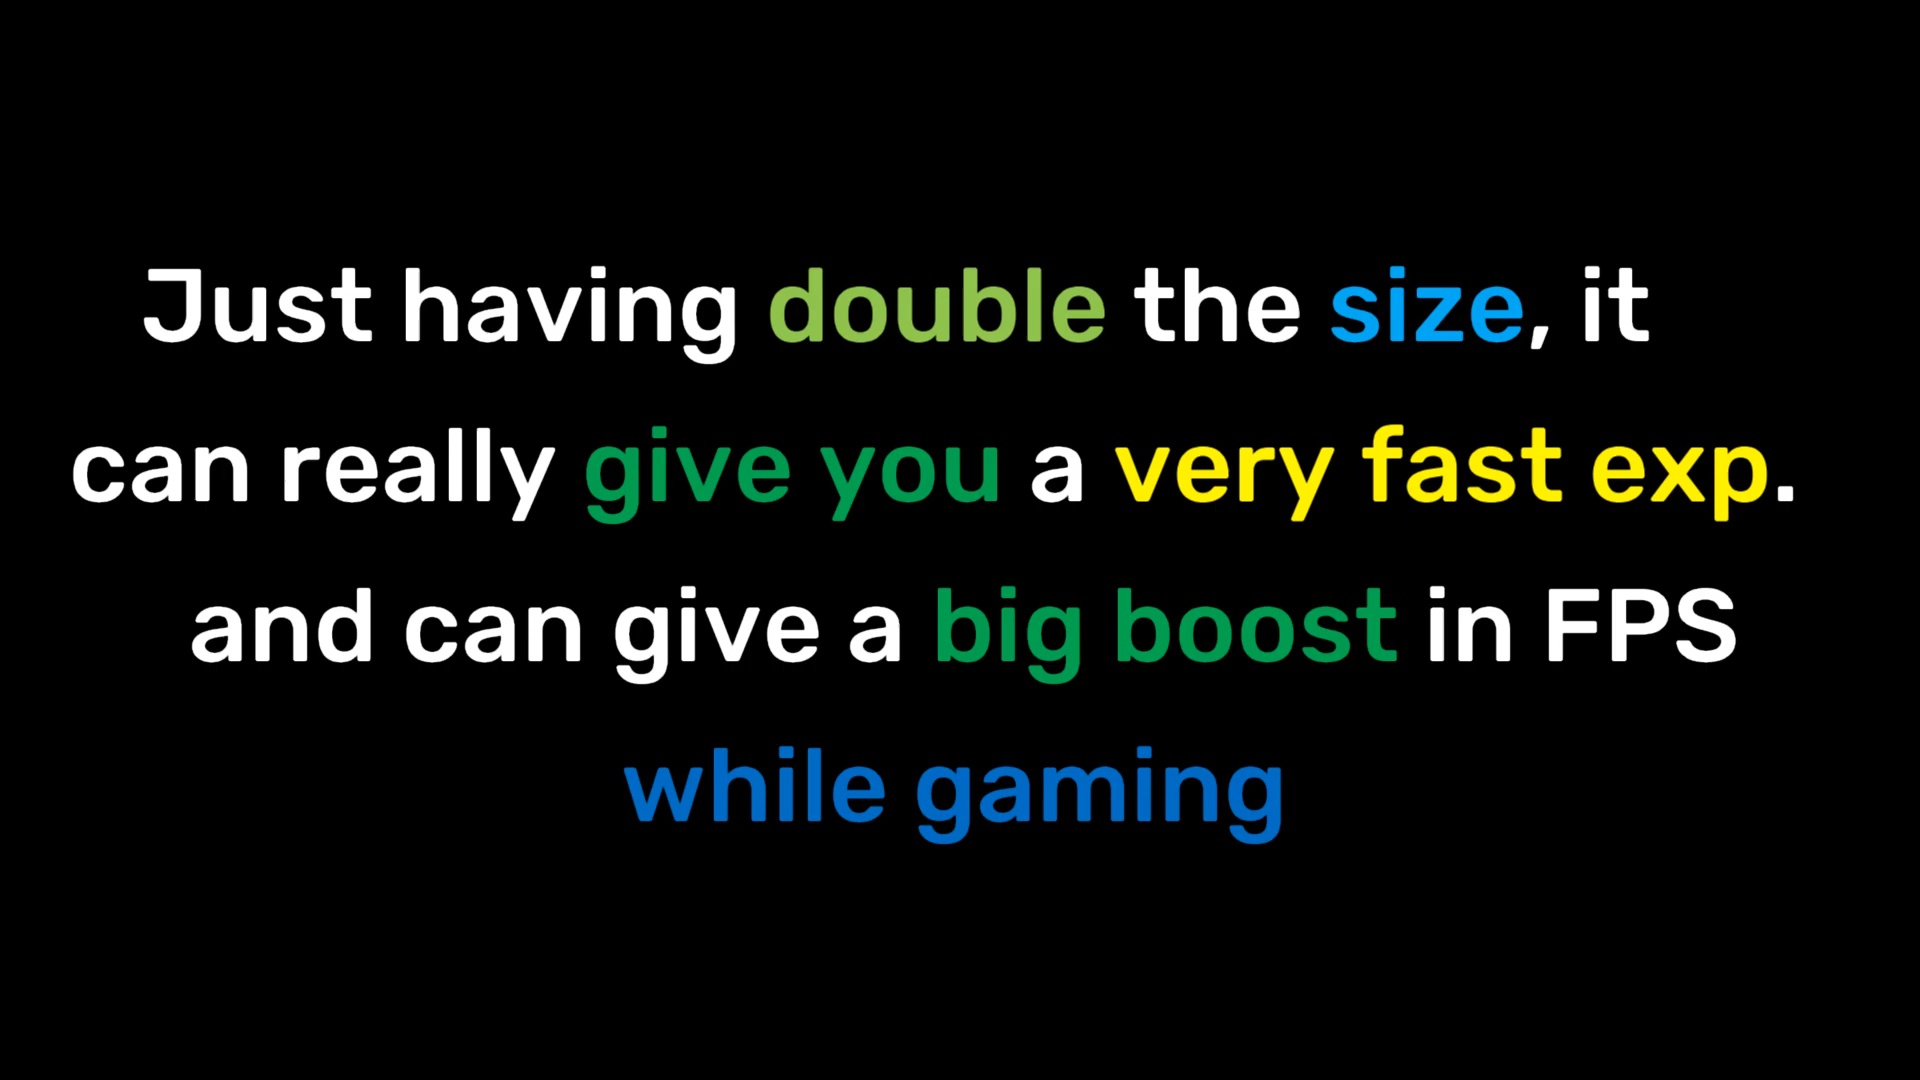 Just having double the size, it
can really give you a very fast exp.
and can give a big boost in FPS
while gaming